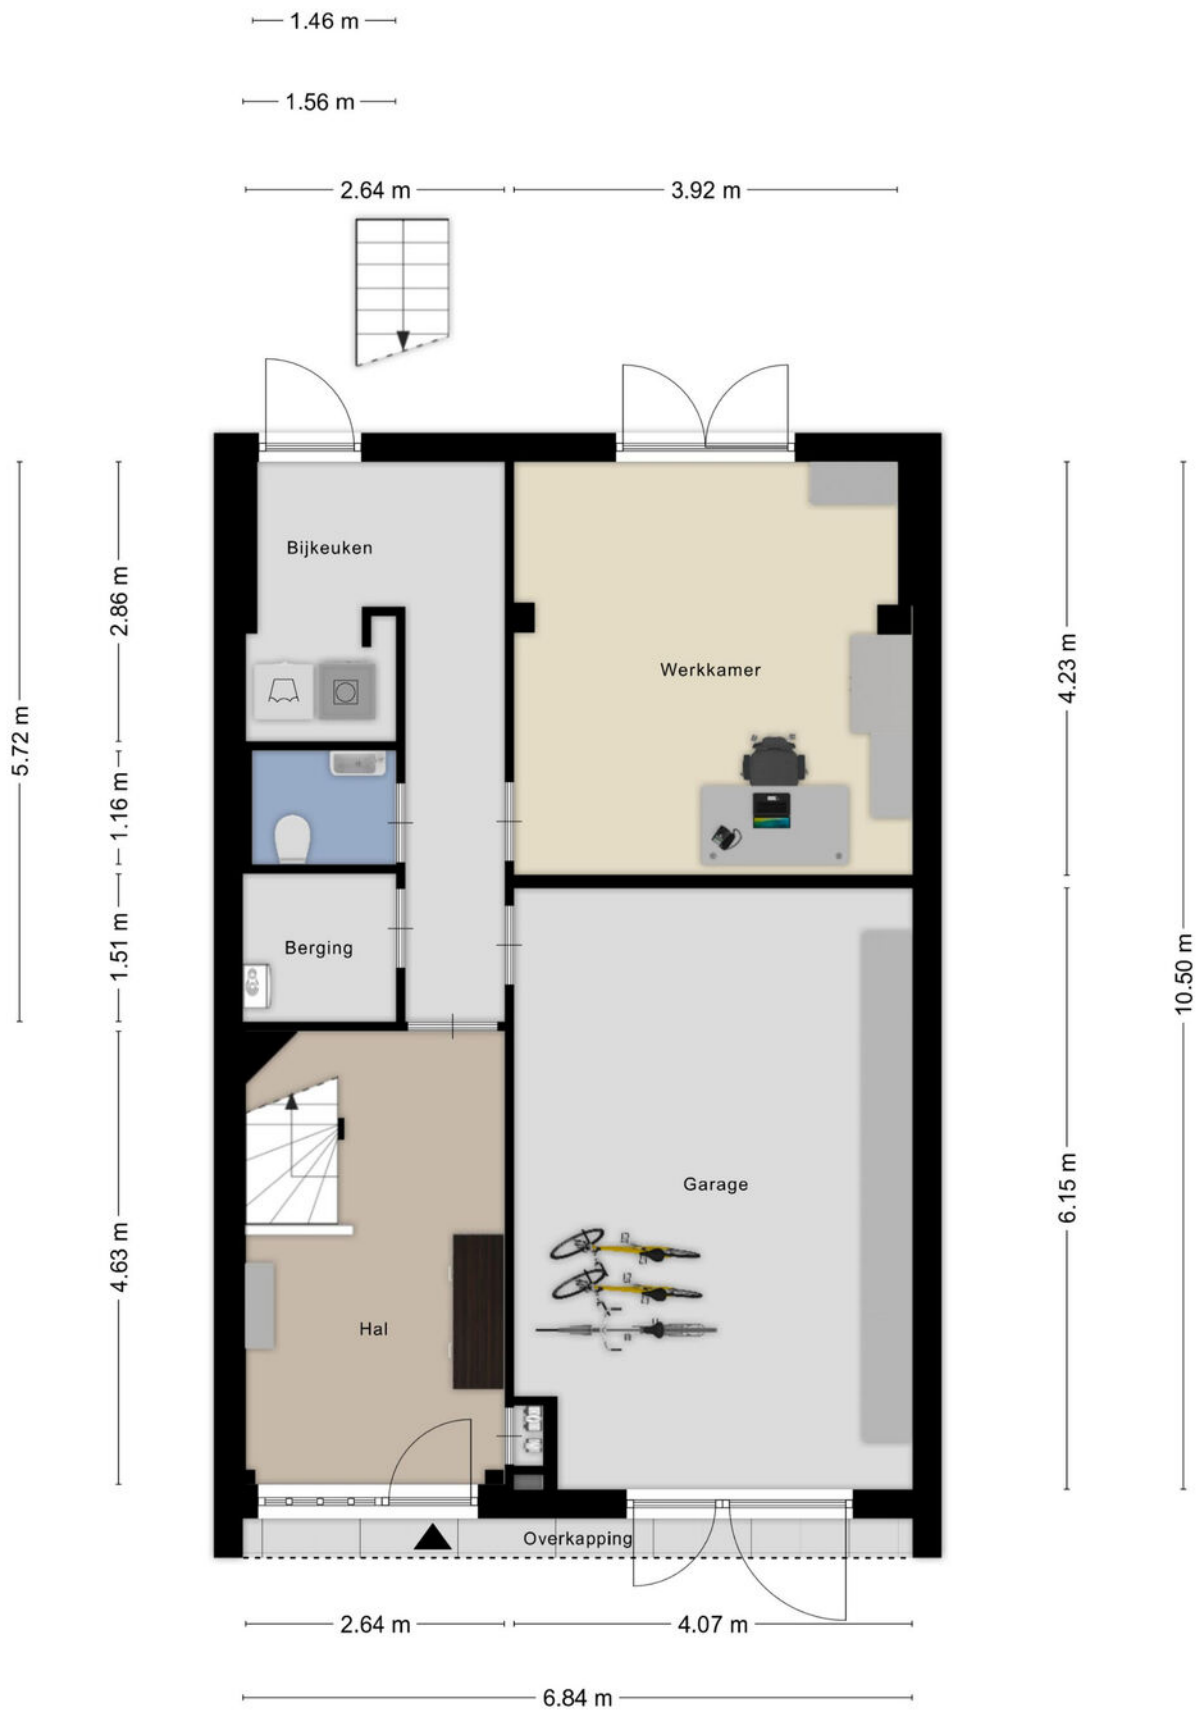 1.46 m
1.56 m
2.64 m
3.92 m
Bijkeuken
2.86 m
Werkkamer
4.23 m
5.72 m
1.16 m
Berging
1.51 m
10.50 m
Garage
6.15 m
4.63 m
Hal
Overkapping
2.64 m
4.07 m
6.84 m